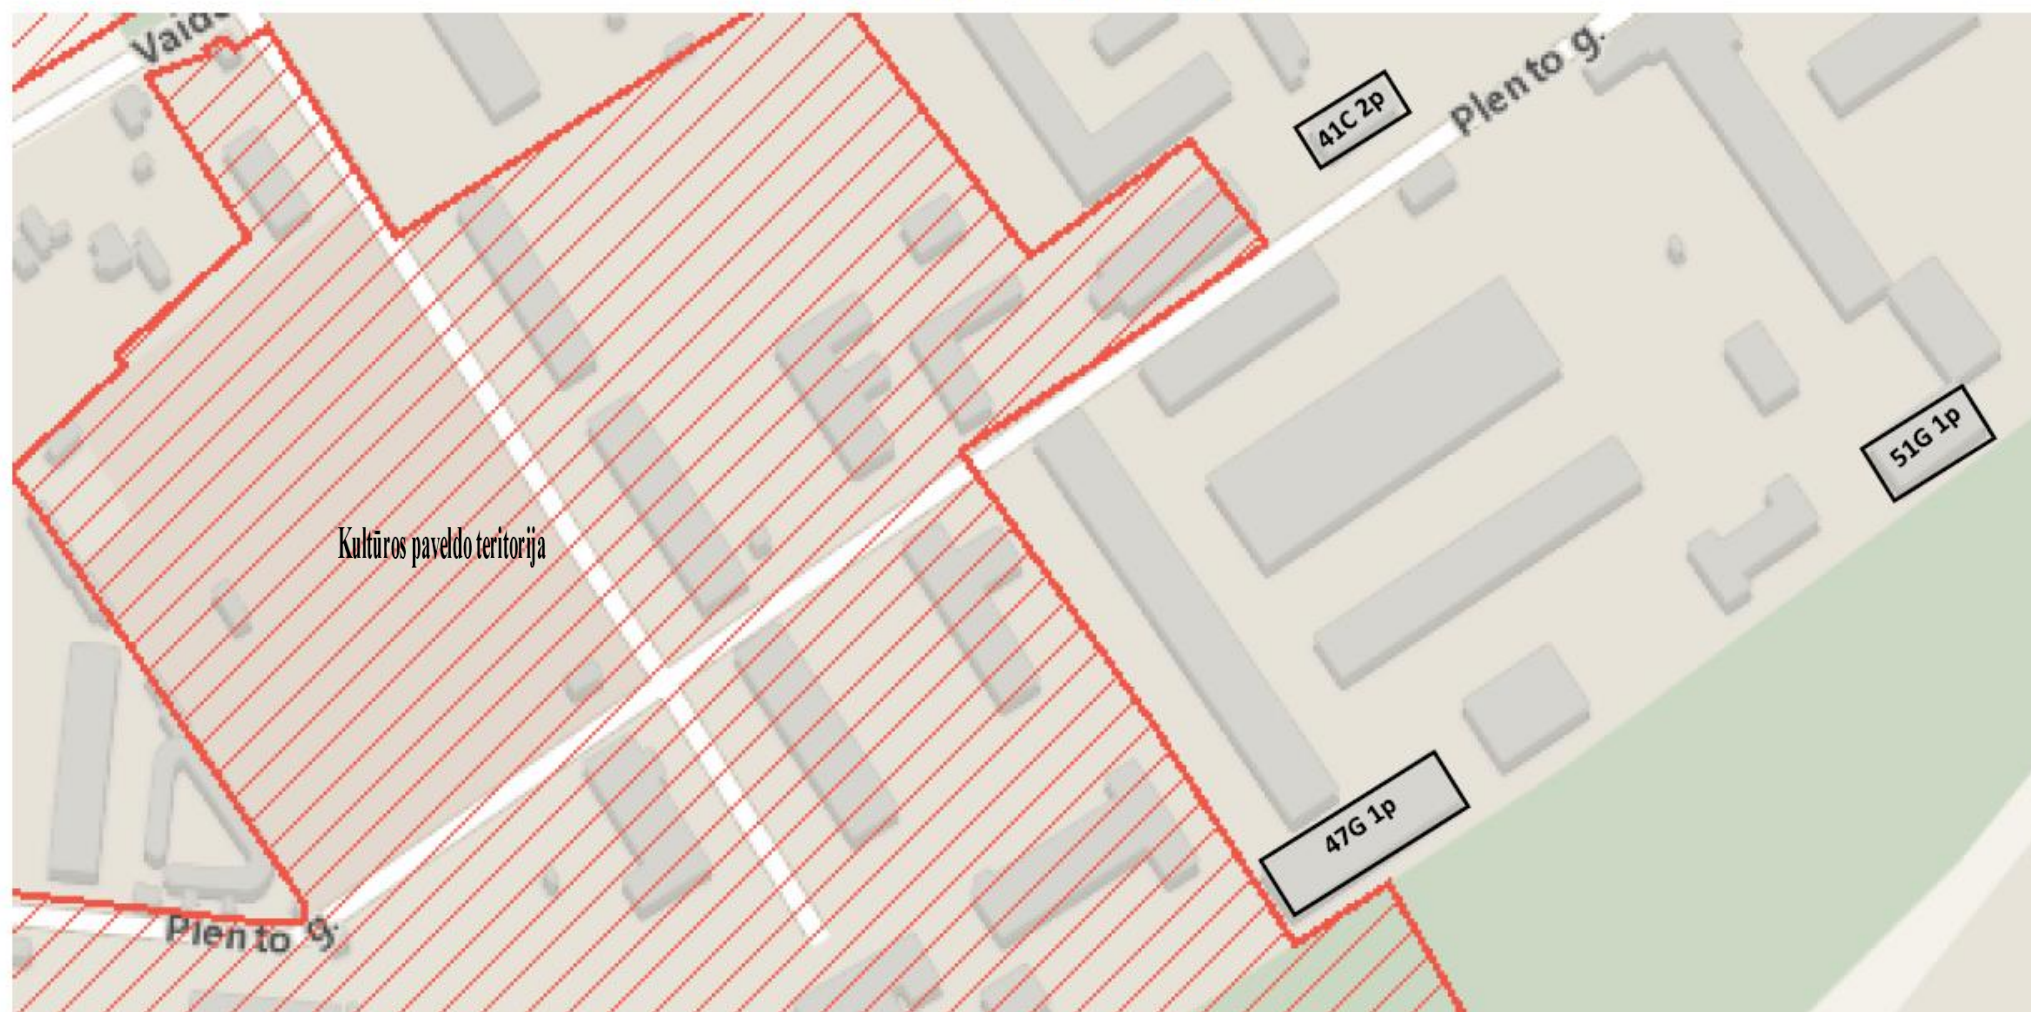 Plento g.
41C 2p
51G 1p
Kultūros paveldo teritorija
47G 1p
Plento g.